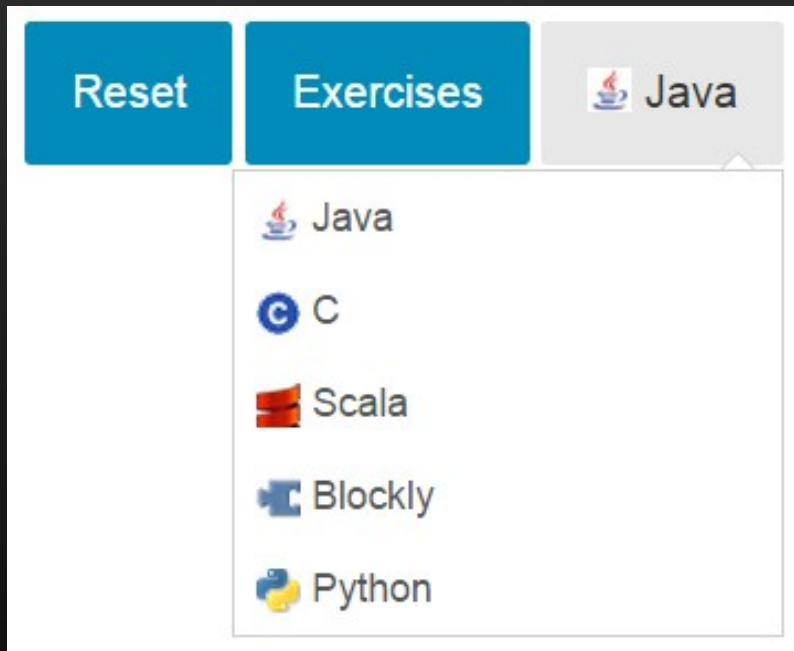 Reset Exercises Java
Java
C
Scala
Blockly
Python